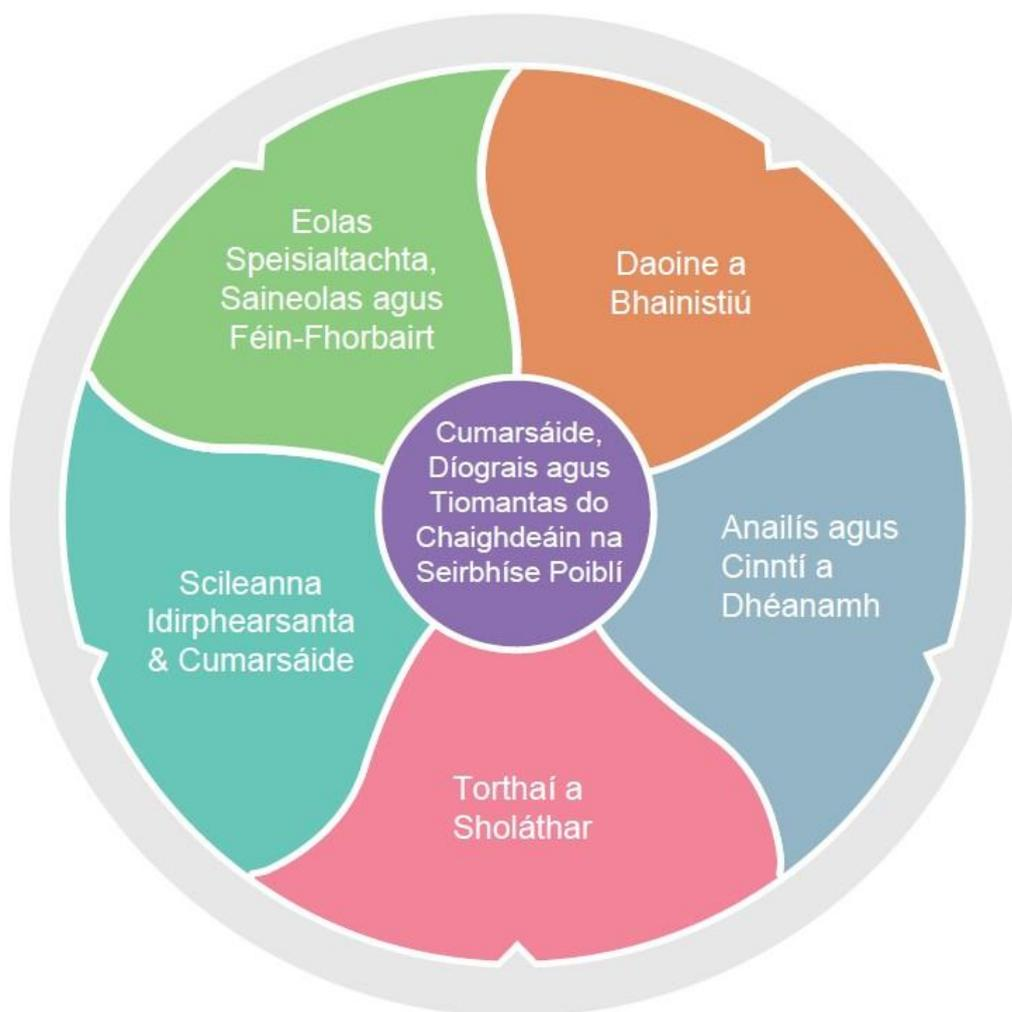 Eolas
Speisialtachta,
Saineolas agus
Féin-Fhorbairt
Daoine a
Bhainistiú
Cumarsáide,
Díograis agus
Tiomantas do
Chaighdeáin na
Seirbhíse Poiblí
Anailís agus
Cinntí a
Dhéanamh
Scileanna
Idirphearsanta
& Cumarsáide
Torthaí a
Sholáthar